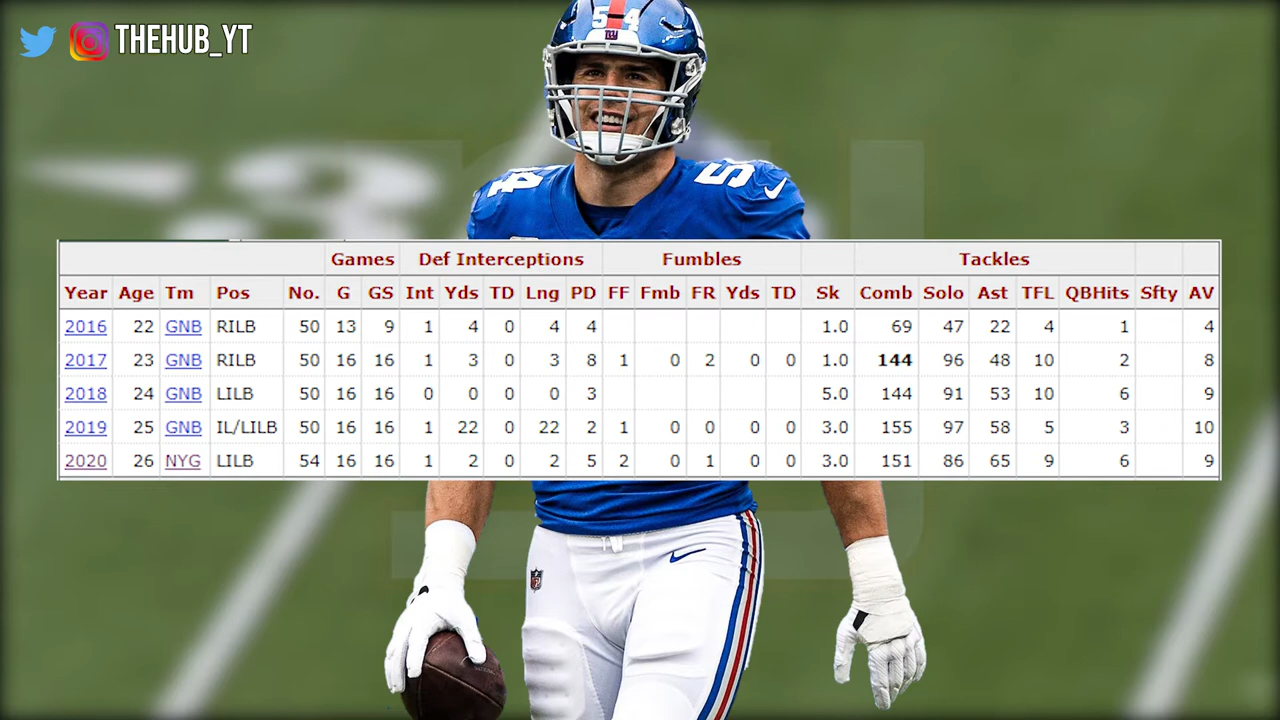 THEHUB_YT
54
54
Games Def Interceptions Fumbles Tackles
Year Age Tm Pos No. G GS Int Yds TD Lng PD FF Fmb FR Yds TD Sk Comb Solo Ast TFL QBHits Sfty AV
2016 22 GNB RILB 50 13 9 1 4 0 4 4 1.0 69 47 22 4 1 4
2017 23 GNB RILB 50 16 16 1 3 0 3 8 1 0 2 0 0 1.0 144 96 48 10 2 8
2018 24 GNB LILB 50 16 16 0 0 0 0 3 5.0 144 91 53 10 6 9
2019 25 GNB IL/LILB 50 16 16 1 22 0 22 2 1 0 0 0 0 3.0 155 97 58 5 3 10
2020 26 NYG LILB 54 16 16 1 2 0 2 5 2 0 1 0 0 3.0 151 86 65 9 6 9